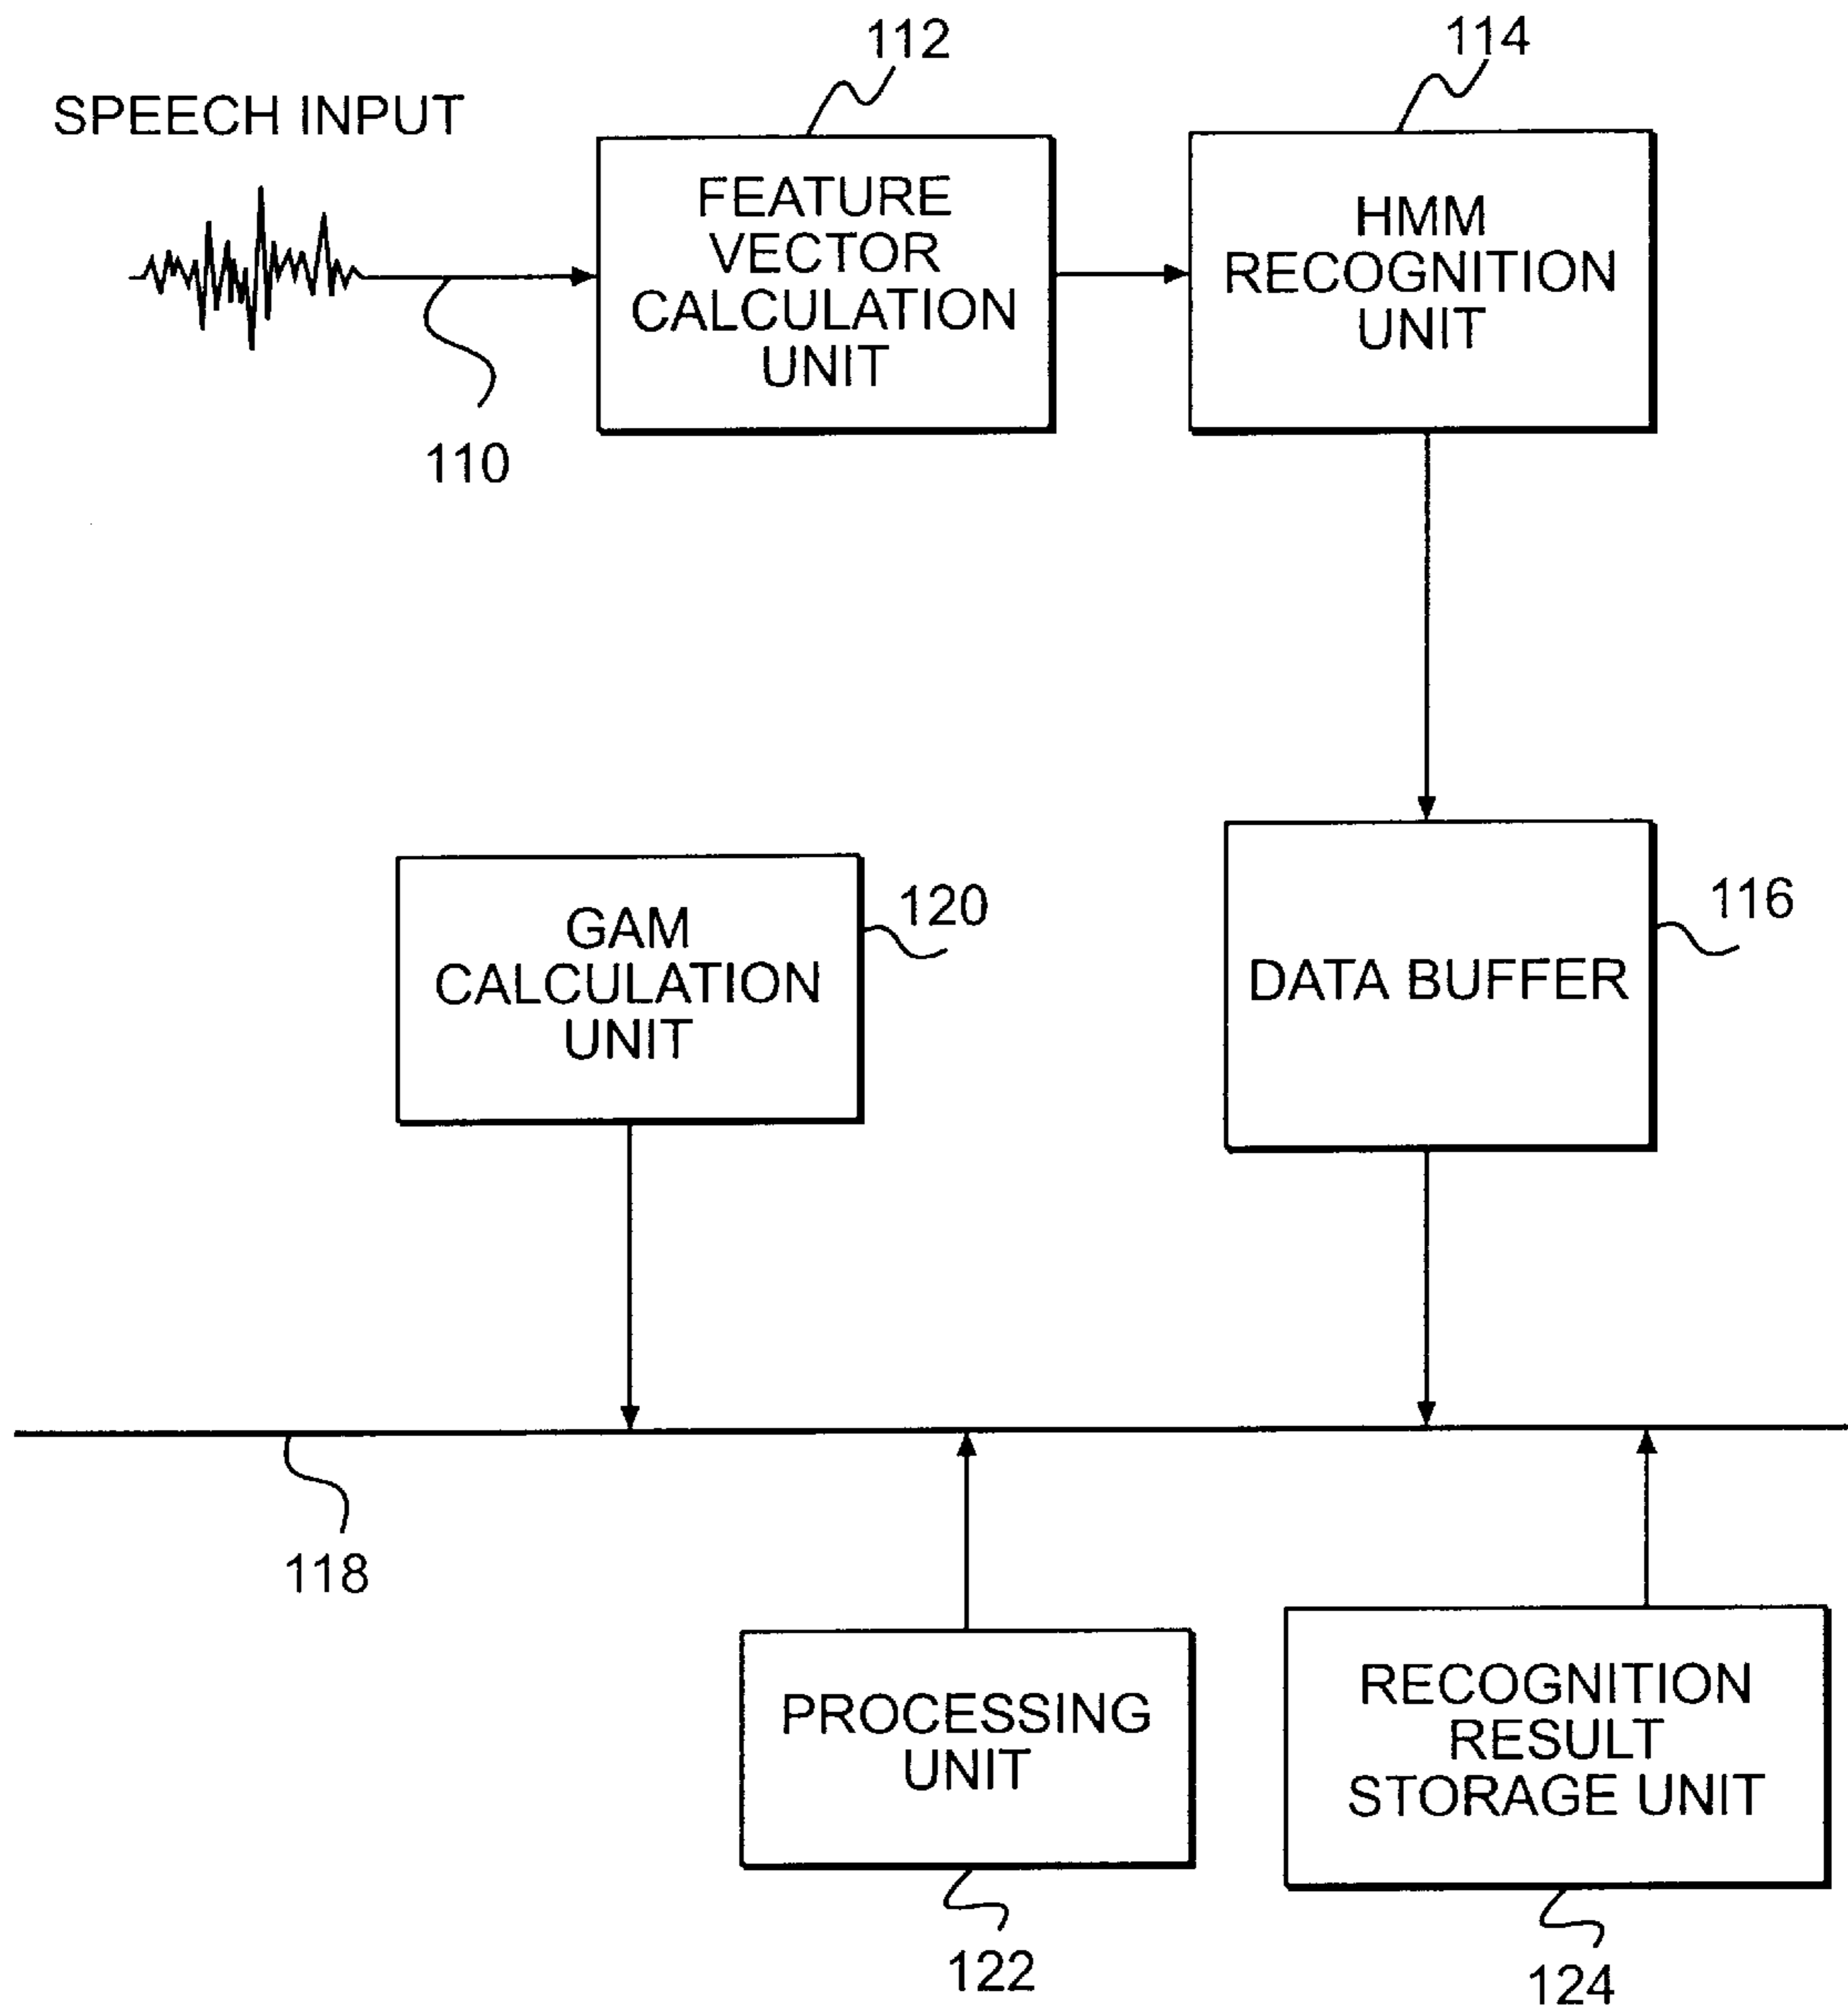 112
114
SPEECH INPUT
FEATURE
VECTOR
CALCULATION
UNIT
HMM
RECOGNITION
UNIT
110
GAM
CALCULATION
UNIT
120
DATA BUFFER
116
118
PROCESSING
UNIT
RECOGNITION
RESULT
STORAGE UNIT
122
124